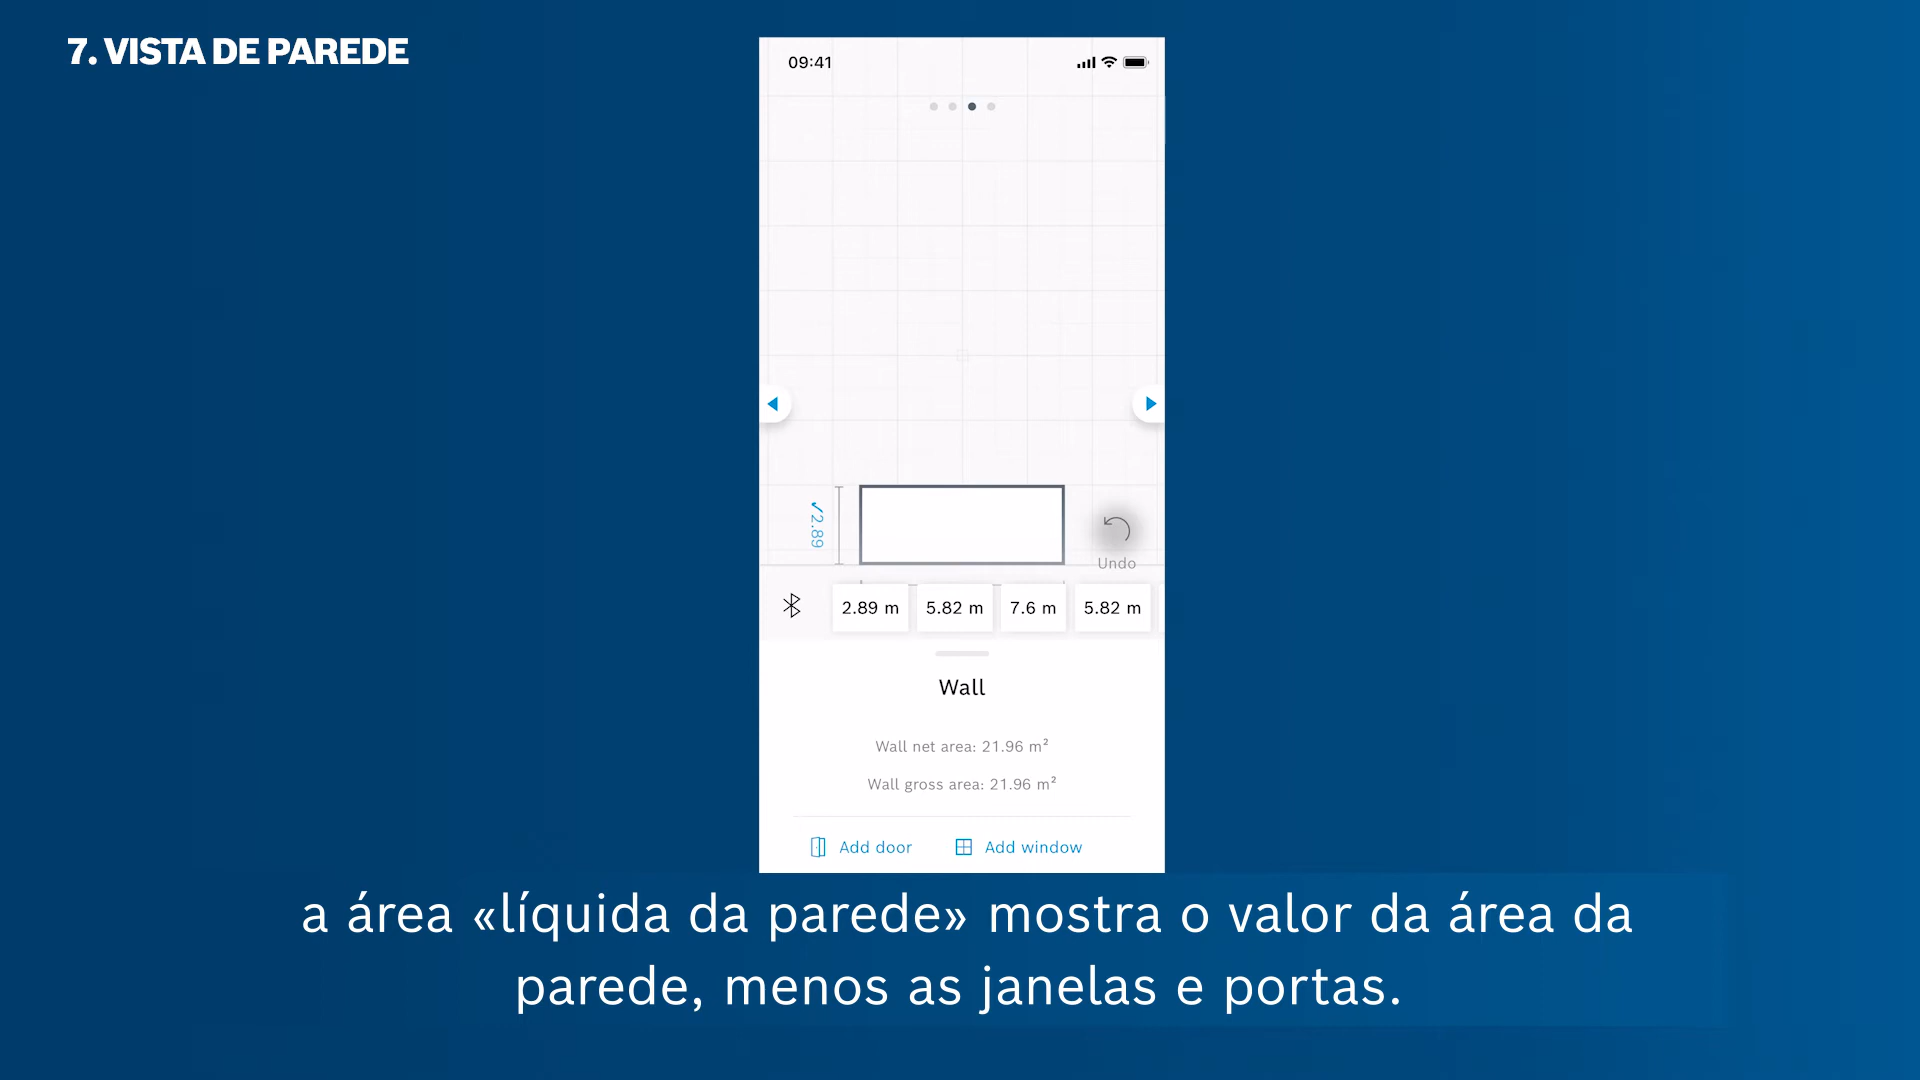 7. VISTA DE PAREDE
09:41
✓2.89
Undo
2.89 m
5.82 m
7.6 m
5.82 m
Wall
Wall net area: 21.96 m²
Wall gross area: 21.96 m²
Add door
Add window
a área «líquida da parede» mostra o valor da área da
parede, menos as janelas e portas.